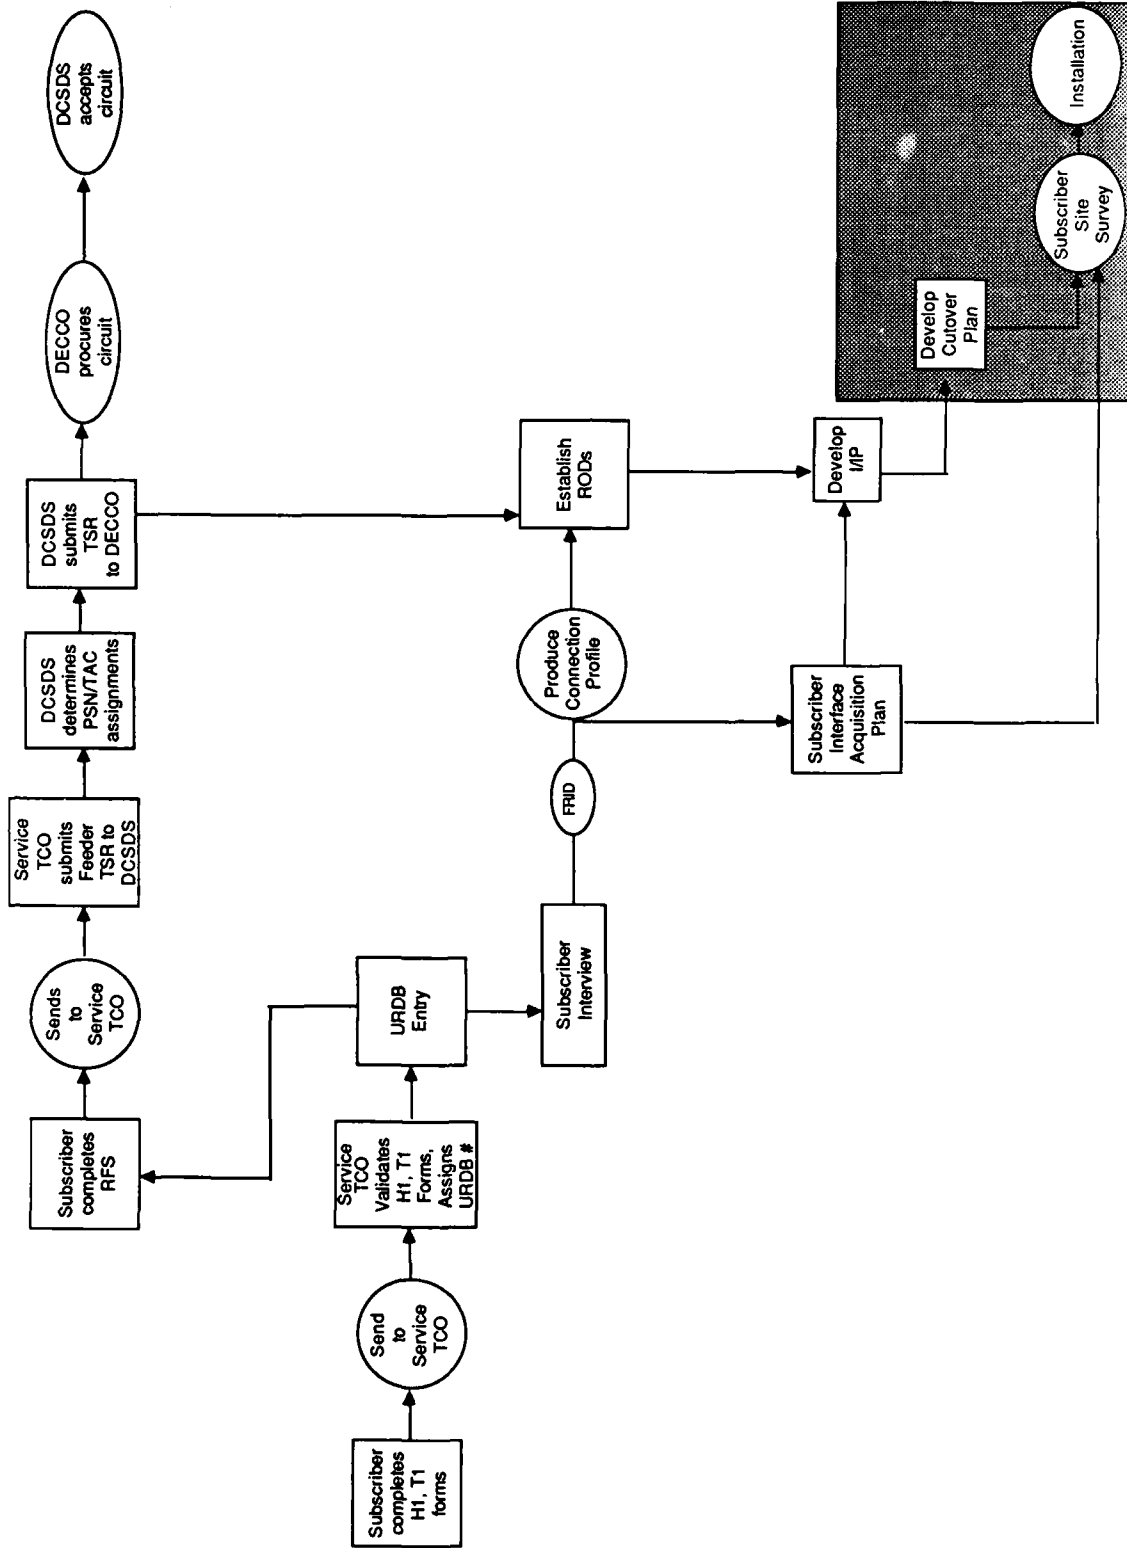 Subscriber
completes
RFS
Sends
to
Service
TCO
Service
TCO
submits
Feeder
TSR to
DCSDS
DCSDS
determines
PSN/TAC
assignments
DCSDS
submits
TSR
to DECCO
DECCO
procures
circuit
DCSDS
accepts
circuit
Subscriber
completes
H1, T1
forms
Send
to
Service
TCO
Service
TCO
Validates
H1, T1
Forms,
Assigns
URDB #
URDB
Entry
Subscriber
Interview
FRID
Produce
Connection
Profile
Establish
RODs
Subscriber
Interface
Acquisition
Plan
Develop
I/IP
Develop
Cutover
Plan
Subscriber
Site
Survey
Installation